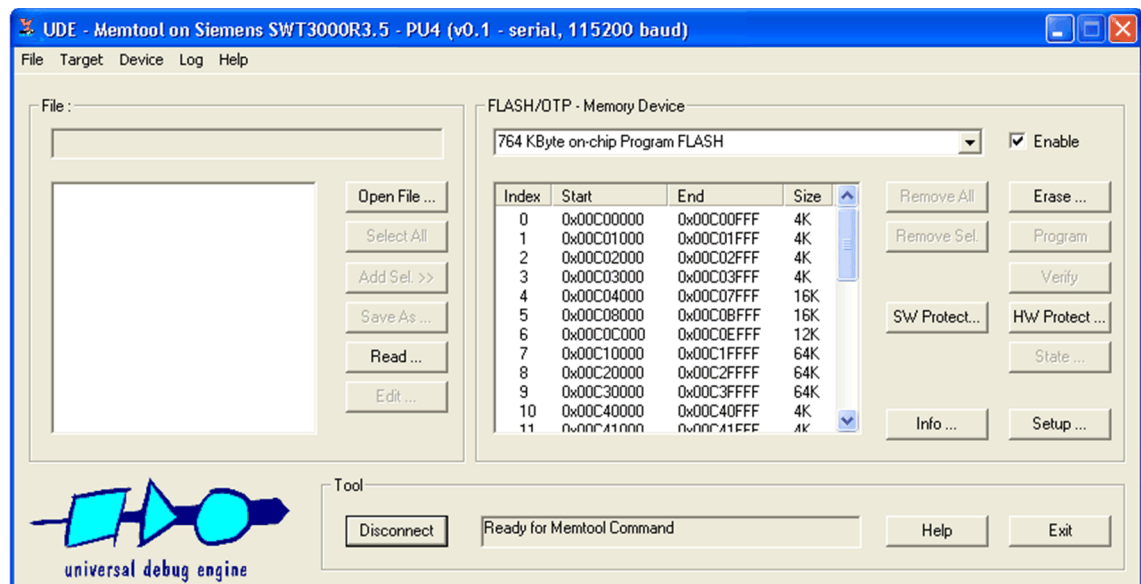 UDE - Memtool on Siemens SWT3000R3.5 - PU4 (v0.1 - serial, 115200 baud)
File Target Device Log Help
File :
Open File ...
Select All
Add Sel. >>
Save As ...
Read ...
Edit ...
FLASH/OTP - Memory Device
764 KByte on-chip Program FLASH
Enable
Index Start End Size
0 0x00C00000 0x00C00FFF 4K
1 0x00C01000 0x00C01FFF 4K
2 0x00C02000 0x00C02FFF 4K
3 0x00C03000 0x00C03FFF 4K
4 0x00C04000 0x00C07FFF 16K
5 0x00C08000 0x00C0BFFF 16K
6 0x00C0C000 0x00C0EFFF 12K
7 0x00C10000 0x00C1FFFF 64K
8 0x00C20000 0x00C2FFFF 64K
9 0x00C30000 0x00C3FFFF 64K
10 0x00C40000 0x00C40FFF 4K
11 0x00C41000 0x00C41FFF 4K
Remove All
Remove Sel.
SW Protect...
Info ...
Erase ...
Program
Verify
HW Protect ...
State ...
Setup ...
universal debug engine
Tool
Disconnect
Ready for Memtool Command
Help
Exit